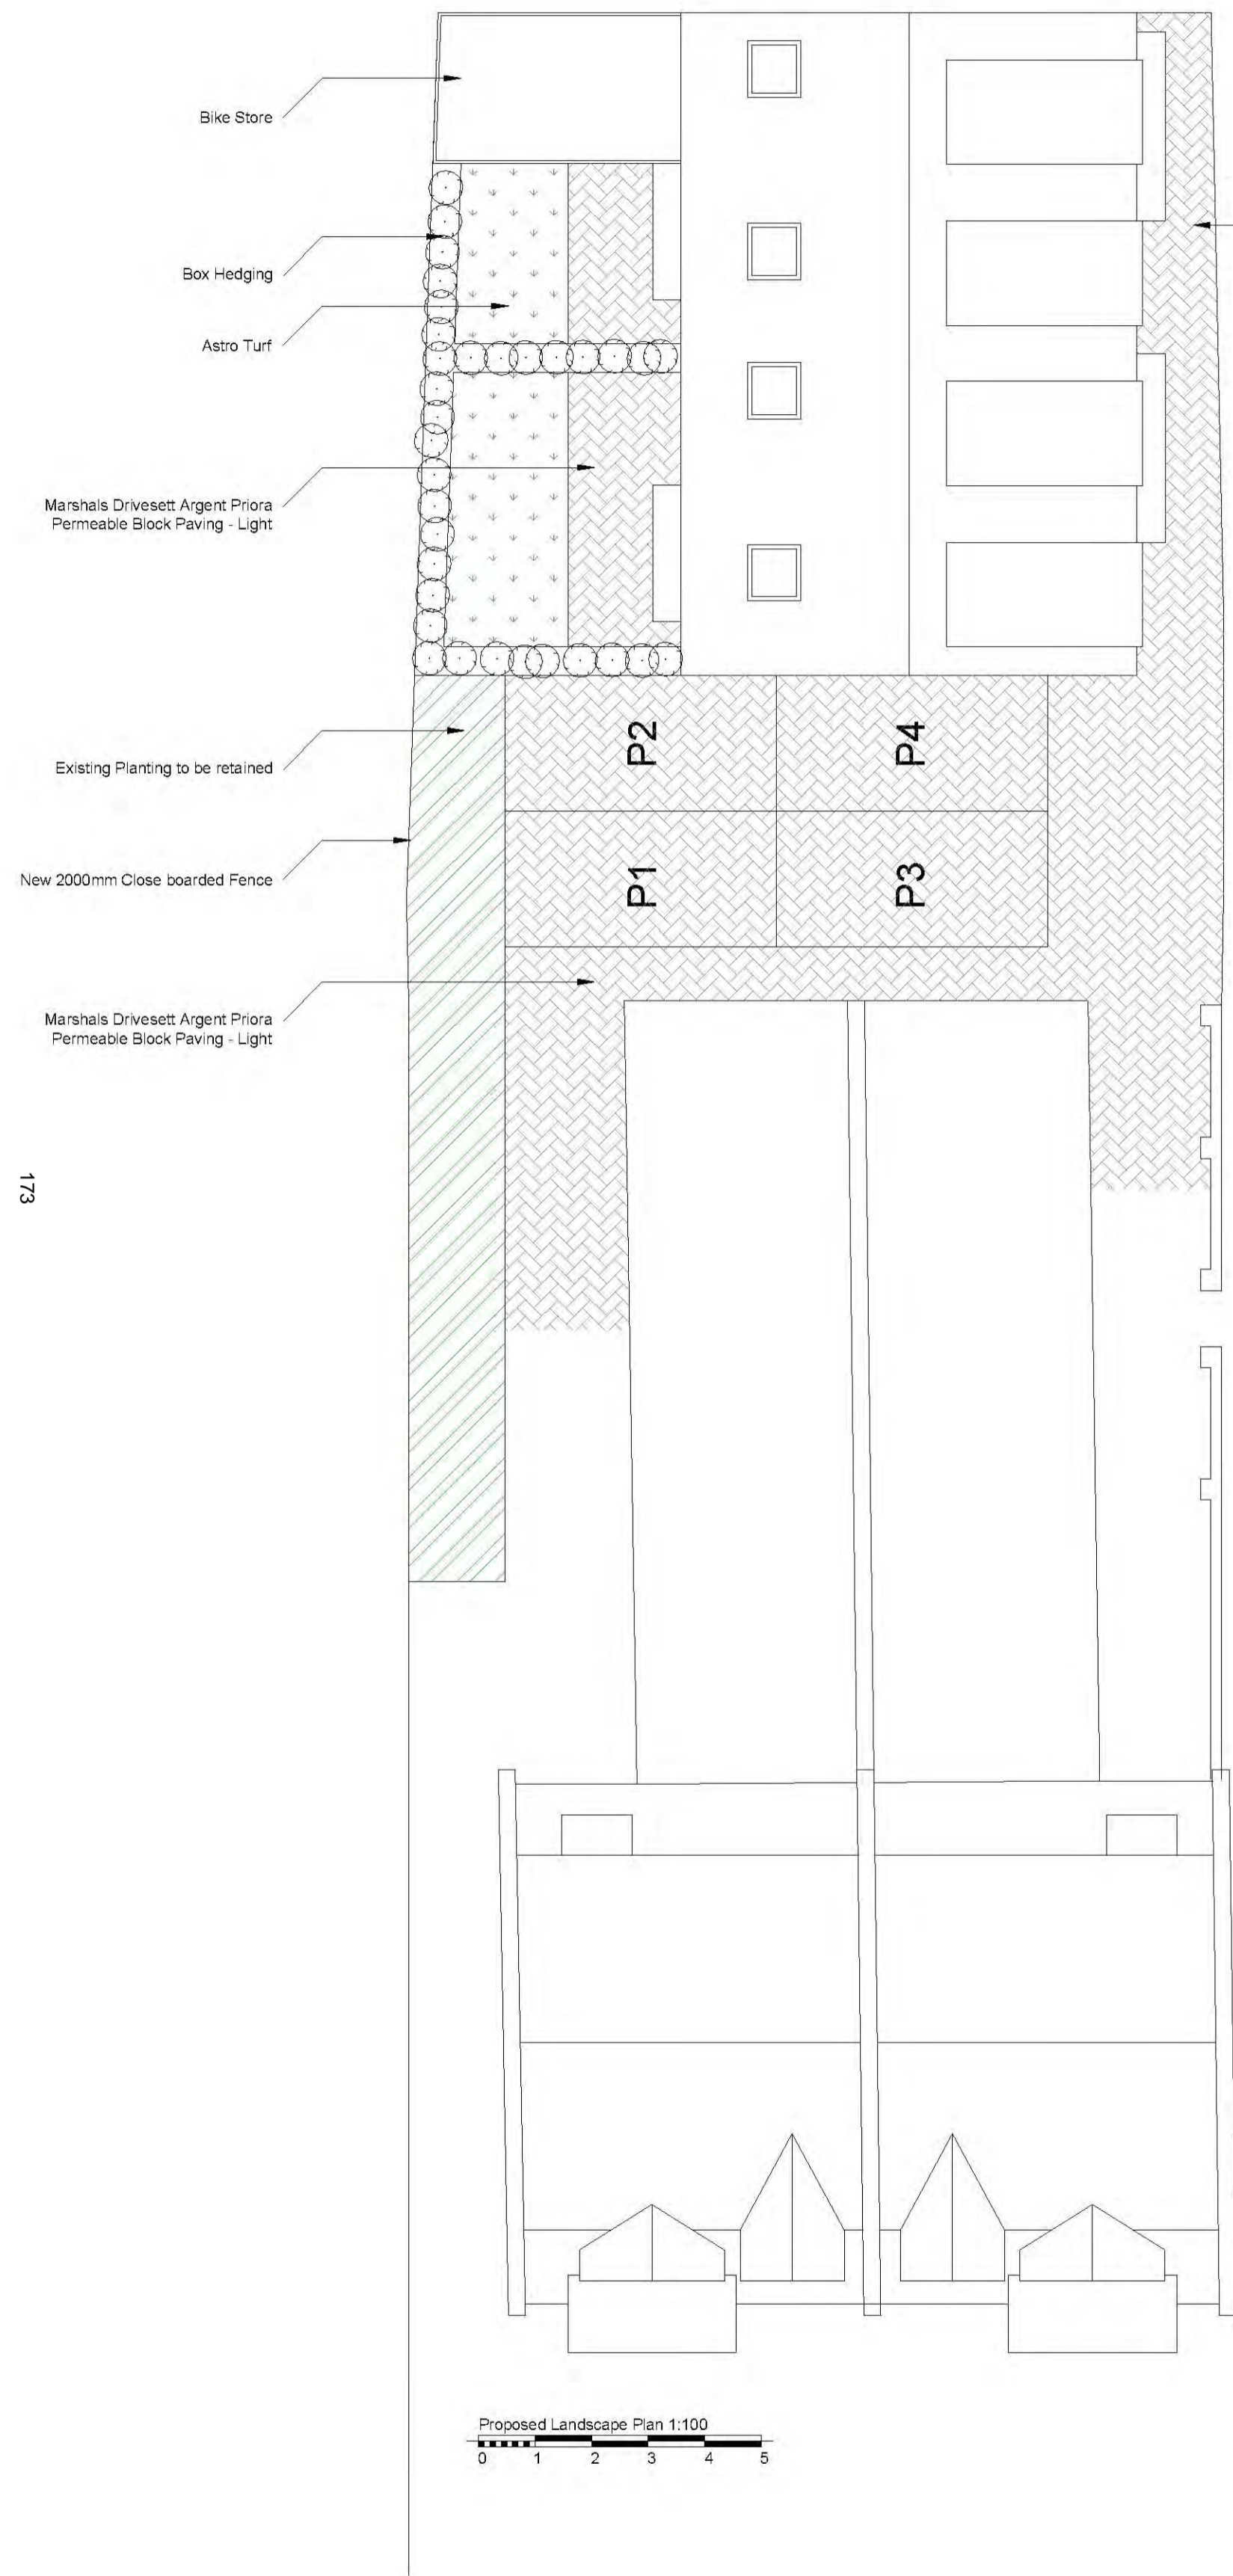 Bike Store
Box Hedging
Astro Turf
Marshals Drivesett Argent Priora
Permeable Block Paving - Light
Existing Planting to be retained
P2
P4
New 2000mm Close boarded Fence
P1
P3
Marshals Drivesett Argent Priora
Permeable Block Paving - Light
173
Proposed Landscape Plan 1:100
0 1 2 3 4 5